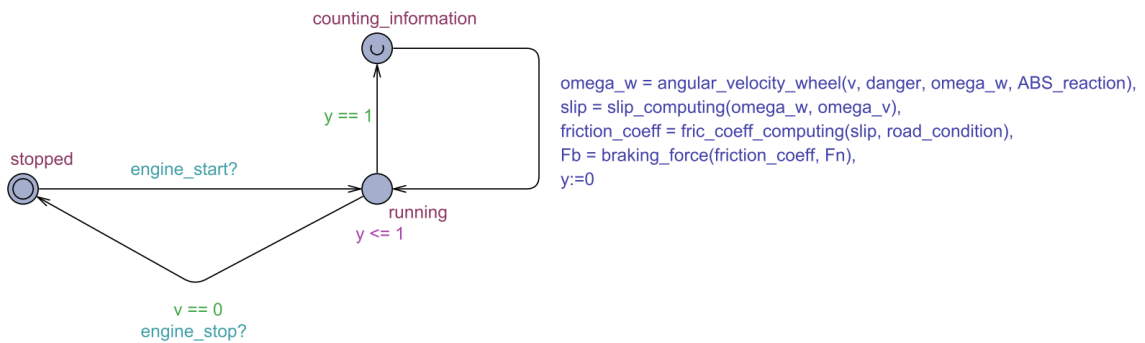 counting_information
omega_w = angular_velocity_wheel(v, danger, omega_w, ABS_reaction),
slip = slip_computing(omega_w, omega_v),
friction_coeff = fric_coeff_computing(slip, road_condition),
Fb = braking_force(friction_coeff, Fn),
y:=0
y == 1
stopped
engine_start?
running
y <= 1
v == 0
engine_stop?